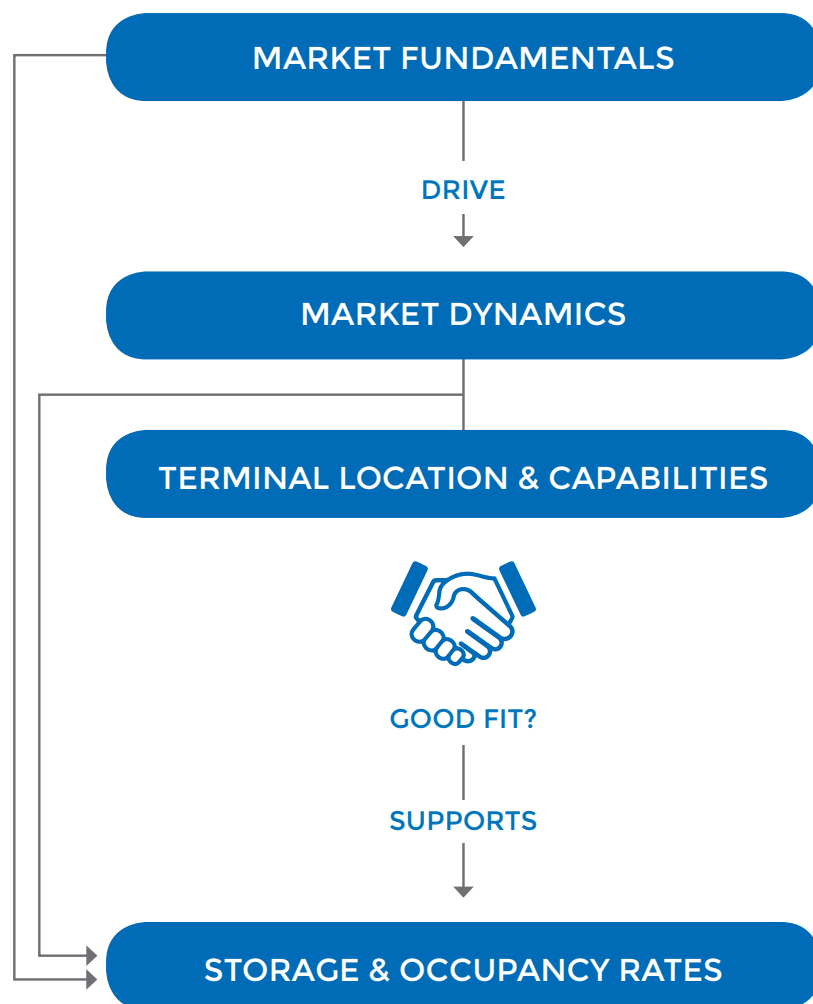 MARKET FUNDAMENTALS
DRIVE
MARKET DYNAMICS
TERMINAL LOCATION & CAPABILITIES
GOOD FIT?
SUPPORTS
STORAGE & OCCUPANCY RATES